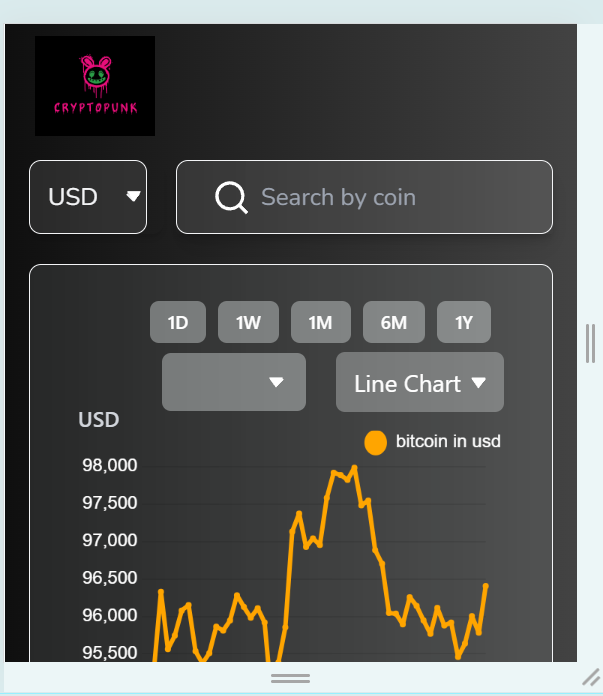 CRYPTOPUNK
USD
Search by coin
1D 1W 1M 6M 1Y
Line Chart
USD
bitcoin in usd
98,000
97,500
97,000
96,500
96,000
95,500